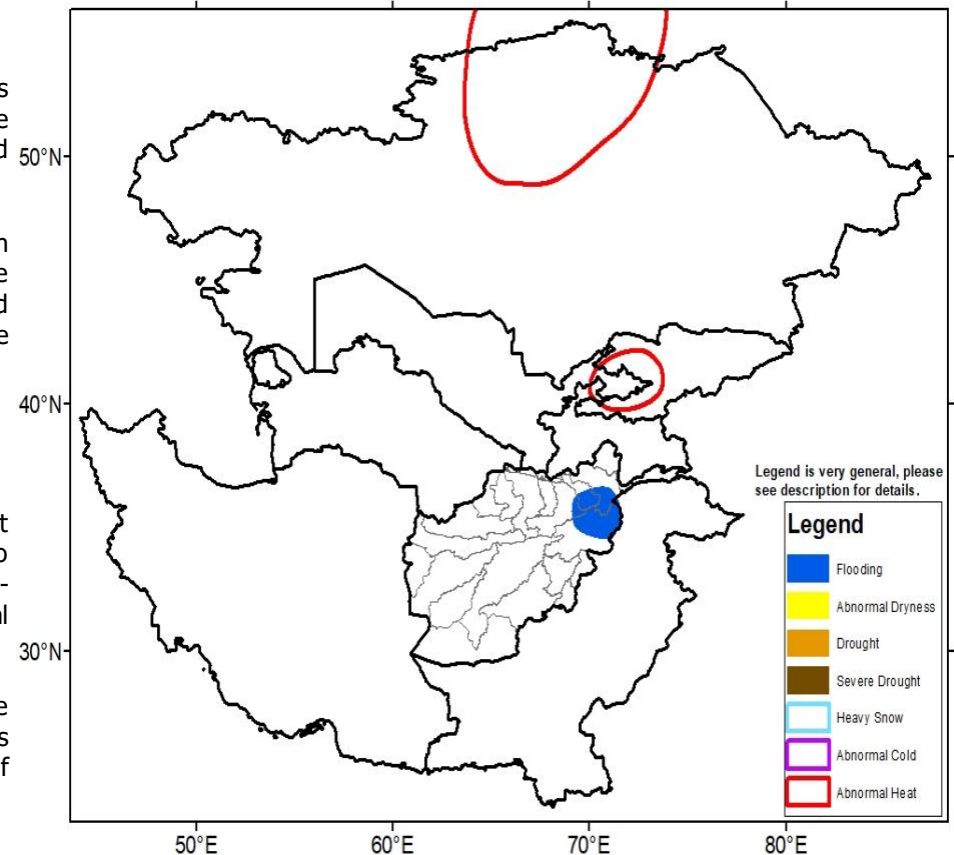 s
e
d
50°N
n
e
d
e
40°N
Legend is very general, please
see description for details.
t
o
-
l
Legend
Flooding
Abnormal Dryness
Drought
30°N
Severe Drought
e
s
f
Heavy Snow
Abnormal Cold
Abnormal Heat
50°E 60°E 70°E 80°E